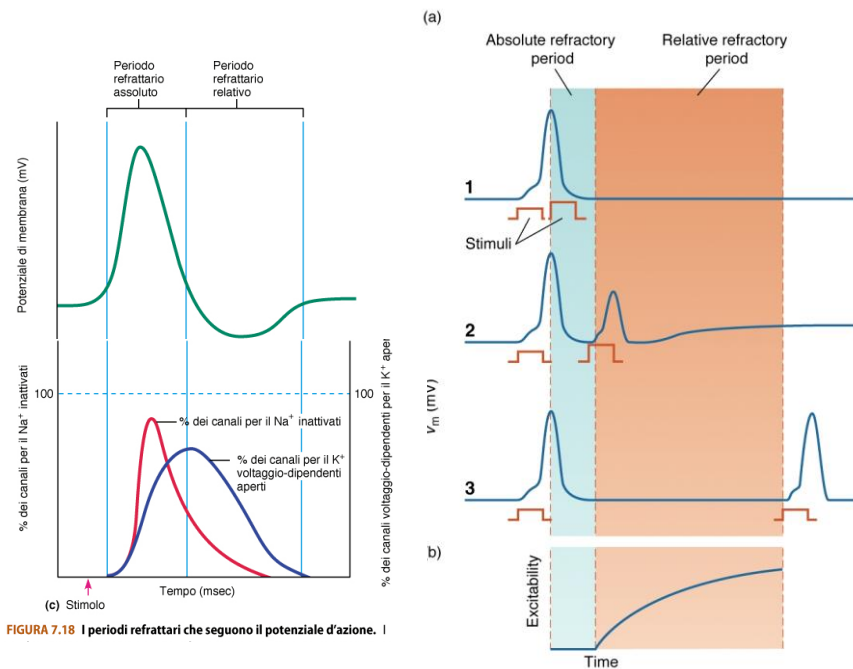 Periodo
refrattario
assoluto
Periodo
refrattario
relativo
Potenziale di membrana (mV)
100
100
% dei canali per il Na⁺ inattivati
% dei canali voltaggio-dipendenti per il K⁺ aper
% dei canali per il Na⁺ inattivati
% dei canali per il K⁺
voltaggio-dipendenti
aperti
Tempo (msec)
(c) Stimolo
FIGURA 7.18 I periodi refrattari che seguono il potenziale d'azione. I
(a)
Absolute refractory
period
Relative refractory
period
1
Stimuli
2
vm (mV)
3
b)
Excitability
Time